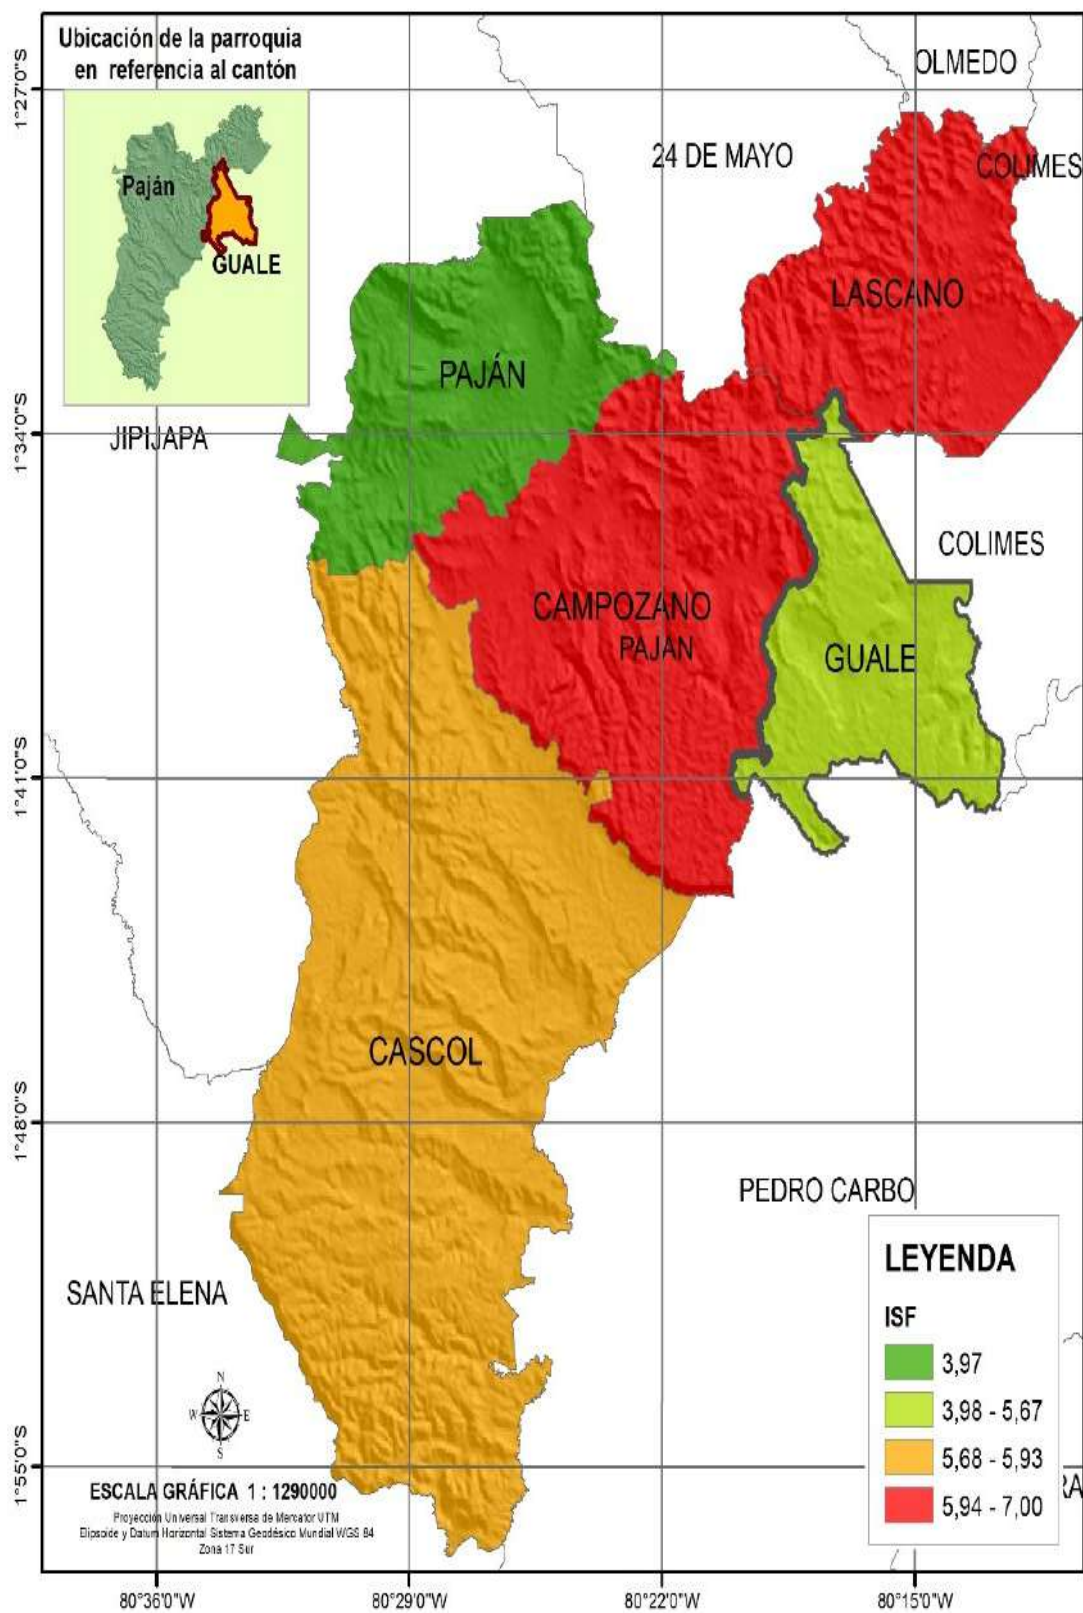 Ubicación de la parroquia
en referencia al cantón
Paján
GUALE
1°27'0"S
1°34'0"S
1°41'0"S
1°48'0"S
1°55'0"S
OLMEDO
24 DE MAYO
COLIMES
LASCANO
PAJÁN
JIPIJAPA
COLIMES
CAMPOZANO
PAJAN
GUALE
CASCOL
PEDRO CARBO
SANTA ELENA
LEYENDA
ISF
3,97
3,98 - 5,67
5,68 - 5,93
5,94 - 7,00
RA
N
W E
S
ESCALA GRÁFICA 1 : 1290000
Proyección Universal Transversa de Mercator UTM
Elipsoide y Datum Horizontal Sistema Geodésico Mundial WGS 84
Zona 17 Sur
80°36'0"W
80°29'0"W
80°22'0"W
80°15'0"W